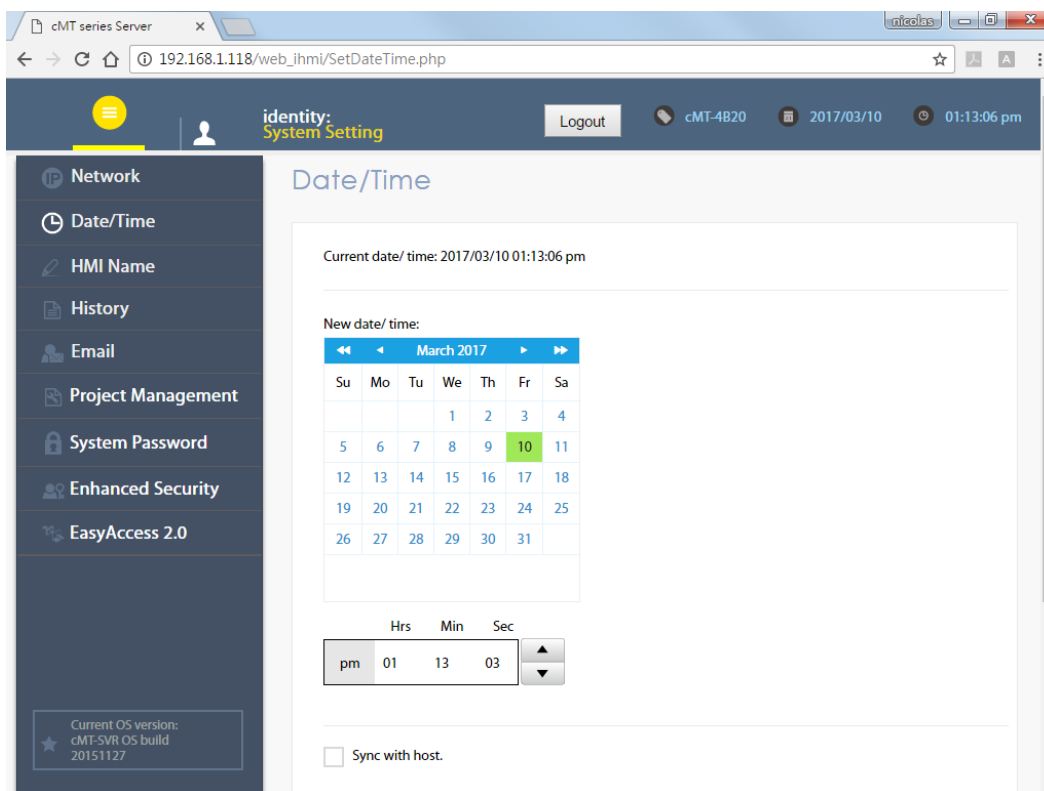 cMT series Server
nicolas
192.168.1.118/web_ihmi/SetDateTime.php
identity:
System Setting
Logout
cMT-4B20
2017/03/10
01:13:06 pm
Network
Date/Time
HMI Name
History
Email
Project Management
System Password
Enhanced Security
EasyAccess 2.0
Current OS version:
cMT-SVR OS build
20151127
Date/Time
Current date/ time: 2017/03/10 01:13:06 pm
New date/ time:
March 2017
Su Mo Tu We Th Fr Sa
1 2 3 4
5 6 7 8 9 10 11
12 13 14 15 16 17 18
19 20 21 22 23 24 25
26 27 28 29 30 31
Hrs Min Sec
pm 01 13 03
Sync with host.